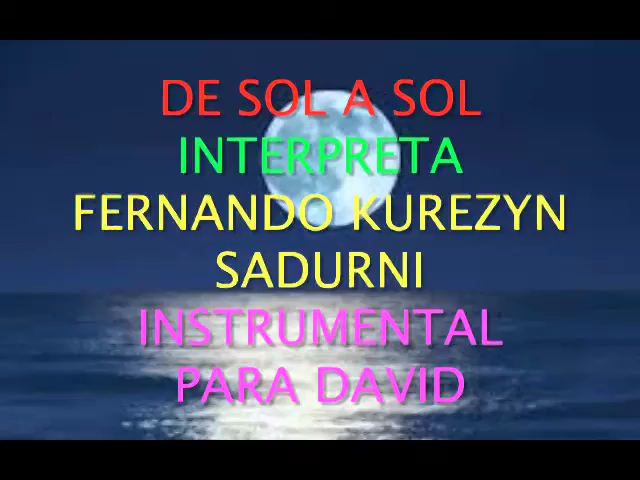 DE SOL A SOL
INTERPRETA
FERNANDO KUREZYN
SADURNI
INSTRUMENTAL
PARA DAVID